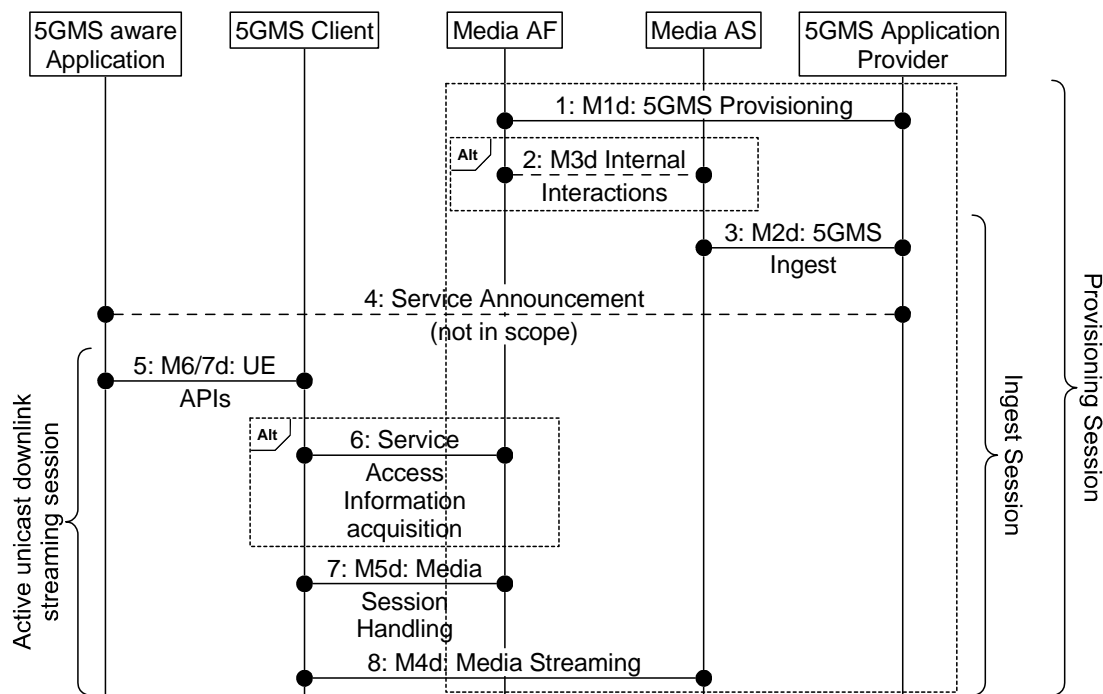 5GMS aware
Application
5GMS Client
Media AF
Media AS
5GMS Application
Provider
1: M1d: 5GMS Provisioning
Alt
2: M3d Internal
Interactions
3: M2d: 5GMS
Ingest
4: Service Announcement
(not in scope)
5: M6/7d: UE
APIs
Alt
6: Service
Access
Information
acquisition
7: M5d: Media
Session
Handling
8: M4d: Media Streaming
Active unicast downlink
streaming session
Ingest Session
Provisioning Session